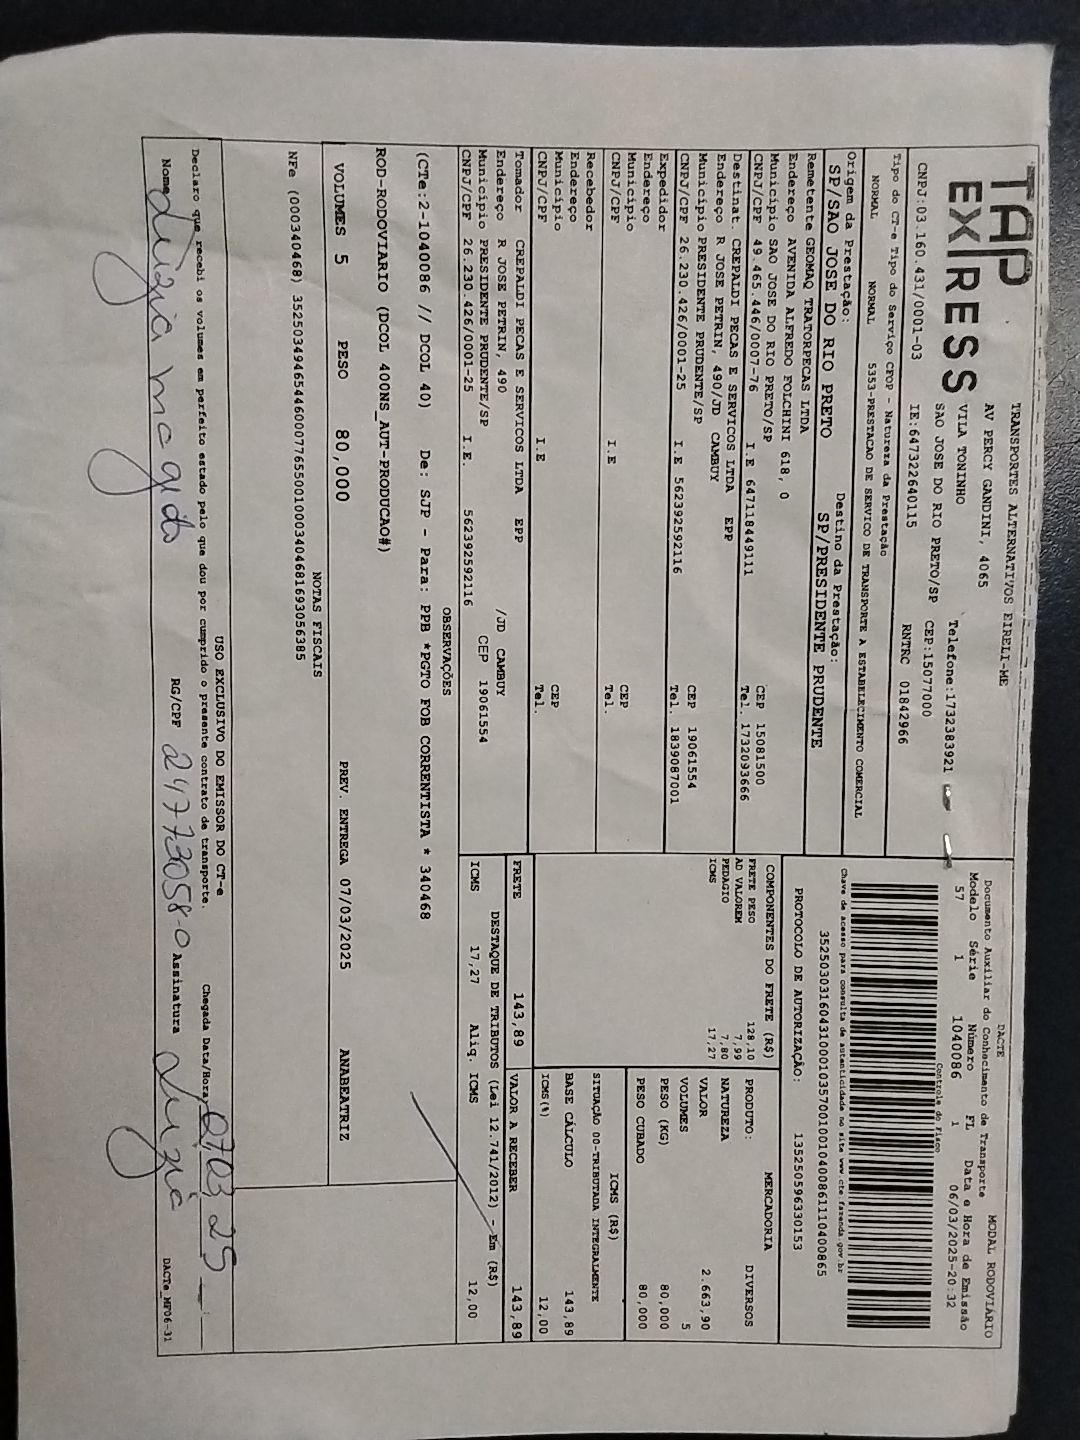 TAP
EXPRESS
TRANSPORTES ALTERNATIVOS EIRELI-ME
AV PERCY GANDINI, 4065
VILA TONINHO
Telefone:1732383921
SAO JOSE DO RIO PRETO/SP CEP:15077000
CNPJ:03.160.431/0001-03 IE:647322640115 RNTRC 01842966
Tipo do CT-e Tipo do Serviço CFOP - Natureza da Prestação
NORMAL NORMAL 5353-PRESTACAO DE SERVICO DE TRANSPORTE A ESTABELECIMENTO COMERCIAL
Origem da Prestação: Destino da Prestação:
SP/SAO JOSE DO RIO PRETO SP/PRESIDENTE PRUDENTE
Remetente GEOMAQ TRATORPECAS LTDA
Endereço AVENIDA ALFREDO FOLCHINI 618, 0
Município SAO JOSE DO RIO PRETO/SP CEP 15081500
CNPJ/CPF 49.465.446/0007-76 I.E 647118449111 Tel. 1732093666
Destinat. CREPALDI PECAS E SERVICOS LTDA EPP
Endereço R JOSE PETRIN, 490/JD CAMBUY
Município PRESIDENTE PRUDENTE/SP CEP 19061554
CNPJ/CPF 26.230.426/0001-25 I.E 562392592116 Tel. 1839087001
Expedidor
Endereço
Município CEP
CNPJ/CPF I.E Tel.
Recebedor
Endereço
Município CEP
CNPJ/CPF I.E Tel.
Tomador CREPALDI PECAS E SERVICOS LTDA EPP
Endereço R JOSE PETRIN, 490 /JD CAMBUY
Município PRESIDENTE PRUDENTE/SP CEP 19061554
CNPJ/CPF 26.230.426/0001-25 I.E. 562392592116
DACTE MODAL RODOVIÁRIO
Documento Auxiliar do Conhecimento de Transporte
Modelo Série Número FL Data e Hora de Emissão
57 1 1040086 1 06/03/2025-20:32
Controle do Fisco
Chave de acesso para consulta de autenticidade no site www.cte.fazenda.gov.br
35250303160431000103570010010400861110400865
PROTOCOLO DE AUTORIZAÇÃO: 135250596330153
COMPONENTES DO FRETE (R$)
FRETE PESO 128,10
AD VALOREM 7,99
PEDAGIO 7,80
ICMS 17,27
MERCADORIA
PRODUTO: DIVERSOS
NATUREZA
VALOR 2.663,90
VOLUMES 5
PESO (KG) 80,000
PESO CUBADO 80,000
ICMS (R$)
SITUAÇÃO 00-TRIBUTADA INTEGRALMENTE
BASE CÁLCULO 143,89
ICMS(%) 12,00
FRETE 143,89 VALOR A RECEBER 143,89
DESTAQUE DE TRIBUTOS (Lei 12.741/2012) - Em (R$)
ICMS 17,27 Aliq. ICMS 12,00
OBSERVAÇÕES
(CTe:2-1040086 // DCOL 40) De: SJP - Para: PPB *PGTO FOB CORRENTISTA * 340468
ROD-RODOVIARIO (DCOL 400NS_AUT-PRODUCAO#)
VOLUMES 5 PESO 80,000 PREV. ENTREGA 07/03/2025 ANABEATRIZ
NOTAS FISCAIS
NFe (000340468) 35250349465446000776550010003404681693056385
USO EXCLUSIVO DO EMISSOR DO CT-e
Declaro que recebi os volumes em perfeito estado pelo que dou por cumprido o presente contrato de transporte. Chegada Data/Hora 07 03 25
Nome RG/CPF 24773058-0 Assinatura
DACTe_MF06-31